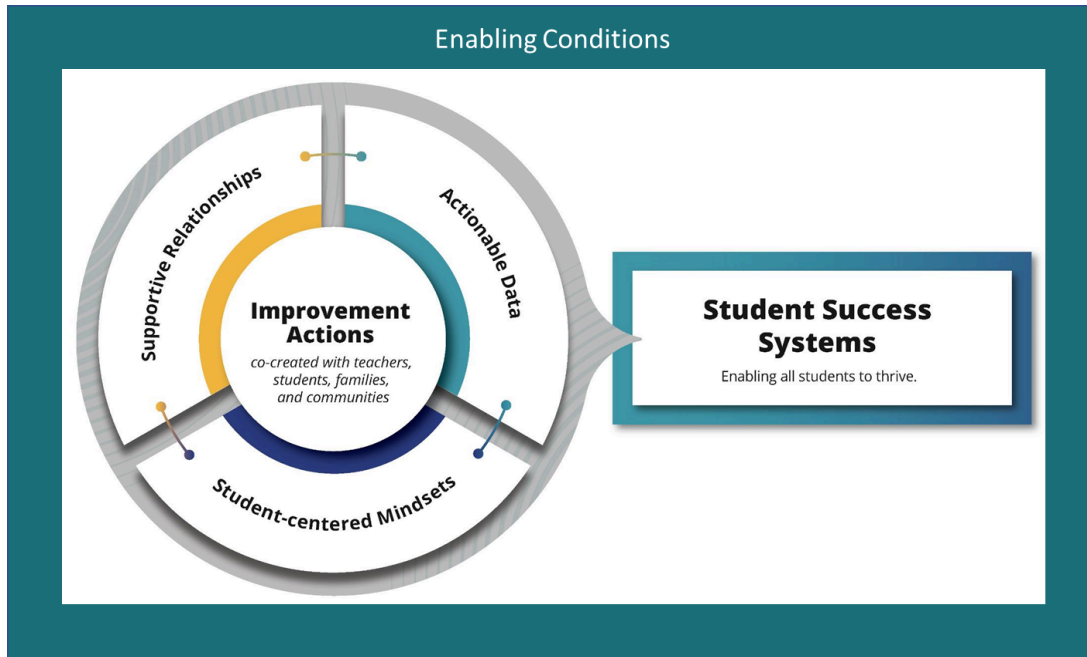 Enabling Conditions
Supportive Relationships
Actionable Data
Student-centered Mindsets
Improvement
Actions
co-created with teachers,
students, families,
and communities
Student Success
Systems
Enabling all students to thrive.